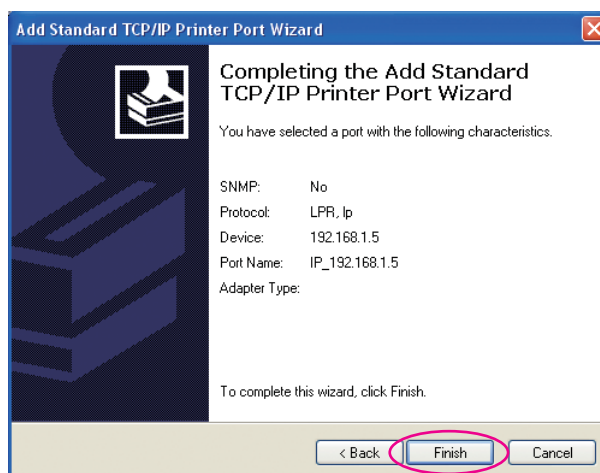 Add Standard TCP/IP Printer Port Wizard
Completing the Add Standard
TCP/IP Printer Port Wizard
You have selected a port with the following characteristics.
SNMP: No
Protocol: LPR, lp
Device: 192.168.1.5
Port Name: IP_192.168.1.5
Adapter Type:
To complete this wizard, click Finish.
< Back Finish Cancel